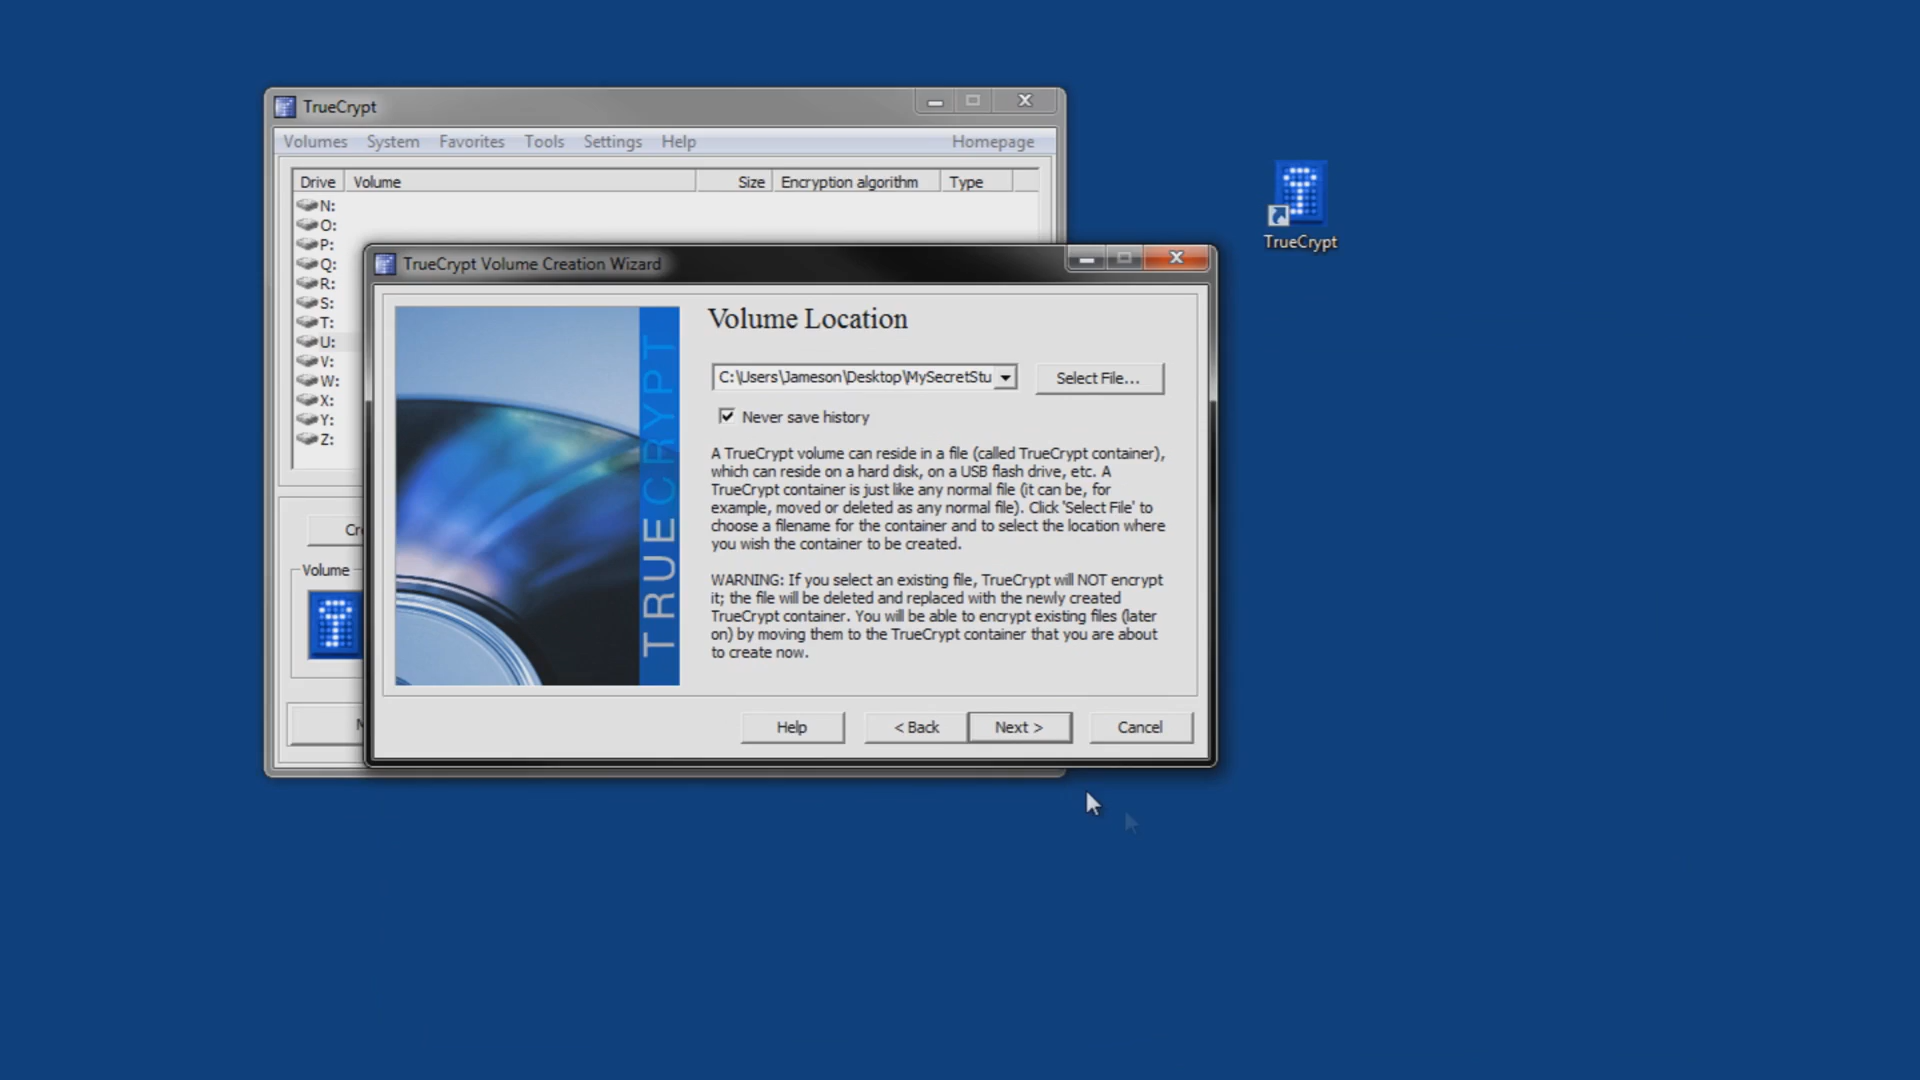 TrueCrypt
Volumes System Favorites Tools Settings Help Homepage
Drive Volume Size Encryption algorithm Type
N:
O:
P:
Q:
R:
S:
T:
U:
V:
W:
X:
Y:
Z:
Volume
TrueCrypt
TrueCrypt Volume Creation Wizard
TRUECRYPT
Volume Location
C:\Users\Jameson\Desktop\MySecretStu
Select File...
Never save history
A TrueCrypt volume can reside in a file (called TrueCrypt container),
which can reside on a hard disk, on a USB flash drive, etc. A
TrueCrypt container is just like any normal file (it can be, for
example, moved or deleted as any normal file). Click 'Select File' to
choose a filename for the container and to select the location where
you wish the container to be created.
WARNING: If you select an existing file, TrueCrypt will NOT encrypt
it; the file will be deleted and replaced with the newly created
TrueCrypt container. You will be able to encrypt existing files (later
on) by moving them to the TrueCrypt container that you are about
to create now.
Help < Back Next > Cancel